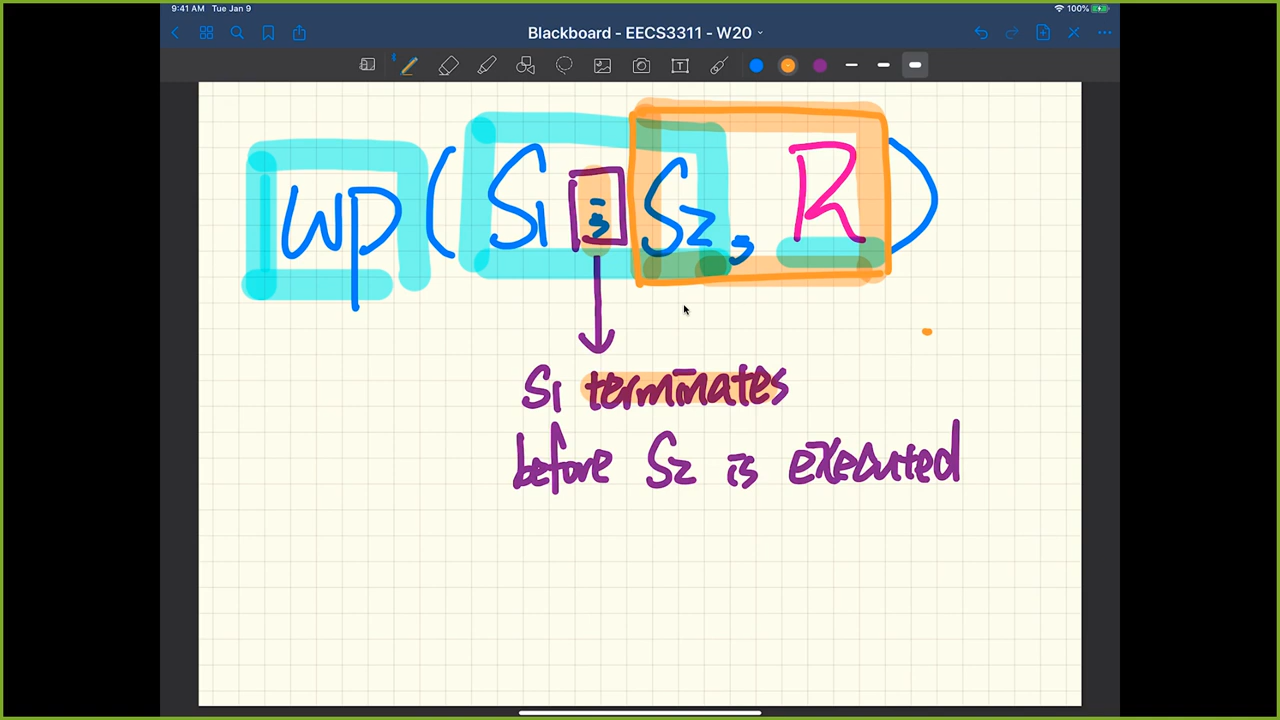 9:41 AM Tue Jan 9
100%
Blackboard - EECS3311 - W20
wp(S1 ; S2, R)
S1 terminates
before S2 is executed